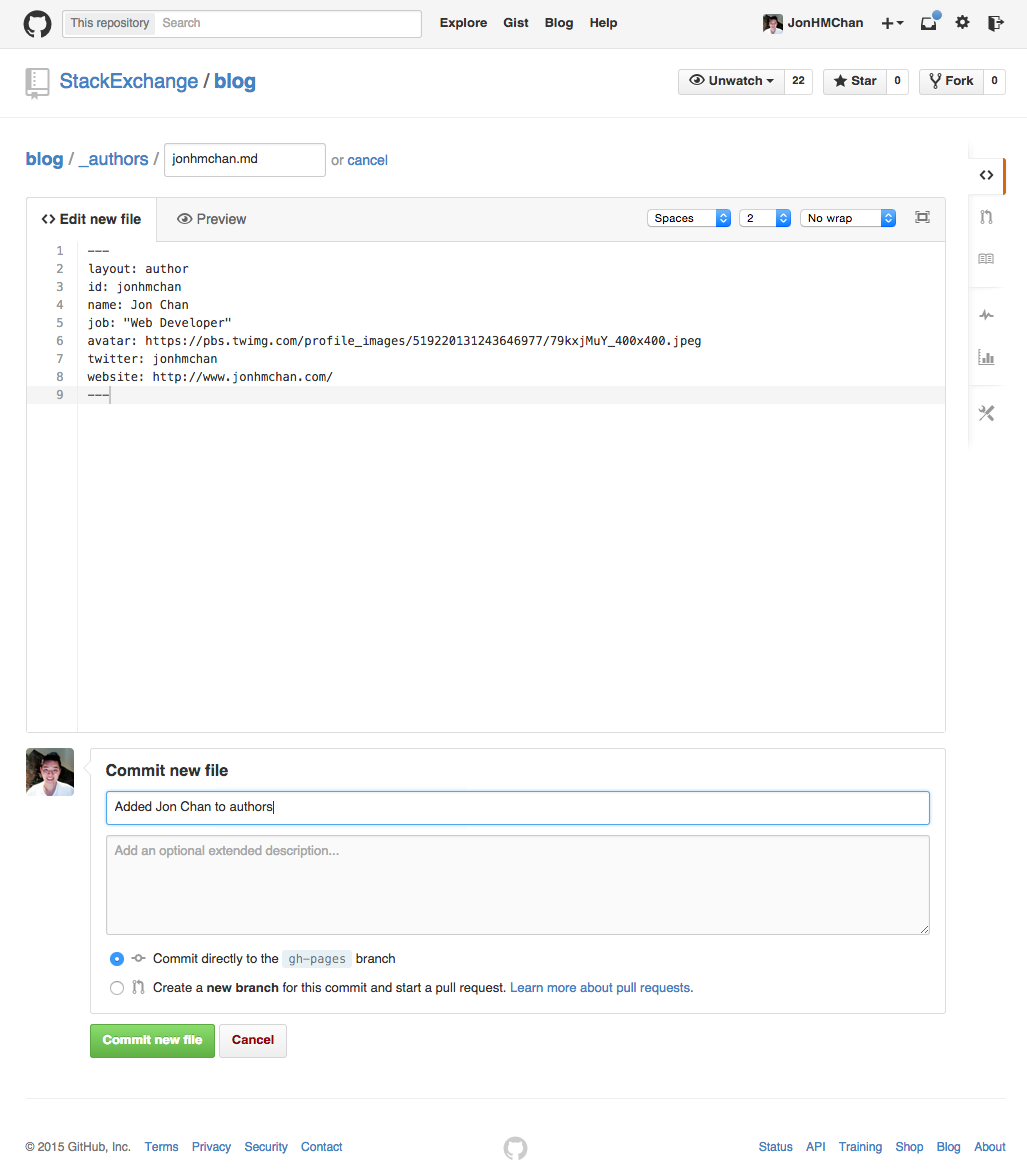 This repository Search Explore Gist Blog Help JonHMChan
StackExchange / blog Unwatch 22 Star 0 Fork 0
blog / _authors / jonhmchan.md or cancel
Edit new file Preview Spaces 2 No wrap
1 ---
2 layout: author
3 id: jonhmchan
4 name: Jon Chan
5 job: "Web Developer"
6 avatar: https://pbs.twimg.com/profile_images/519220131243646977/79kxjMuY_400x400.jpeg
7 twitter: jonhmchan
8 website: http://www.jonhmchan.com/
9 ---
Commit new file
Added Jon Chan to authors
Add an optional extended description...
Commit directly to the gh-pages branch
Create a new branch for this commit and start a pull request. Learn more about pull requests.
Commit new file Cancel
© 2015 GitHub, Inc. Terms Privacy Security Contact Status API Training Shop Blog About